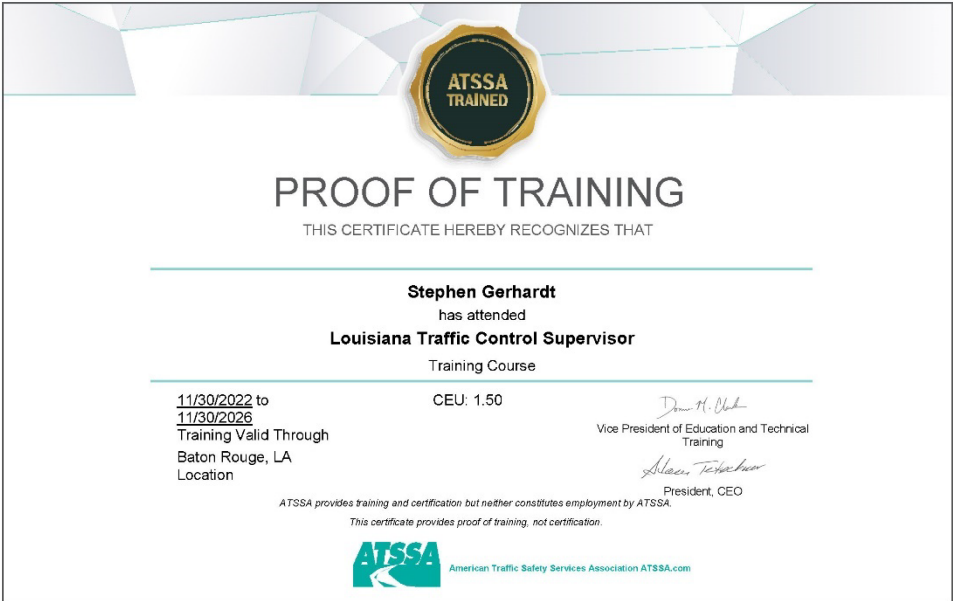 ATSSA
TRAINED
PROOF OF TRAINING
THIS CERTIFICATE HEREBY RECOGNIZES THAT
Stephen Gerhardt
has attended
Louisiana Traffic Control Supervisor
Training Course
11/30/2022 to
11/30/2026
Training Valid Through
Baton Rouge, LA
Location
CEU: 1.50
Vice President of Education and Technical
Training
President, CEO
ATSSA provides training and certification but neither constitutes employment by ATSSA.
This certificate provides proof of training, not certification.
ATSSA
American Traffic Safety Services Association ATSSA.com